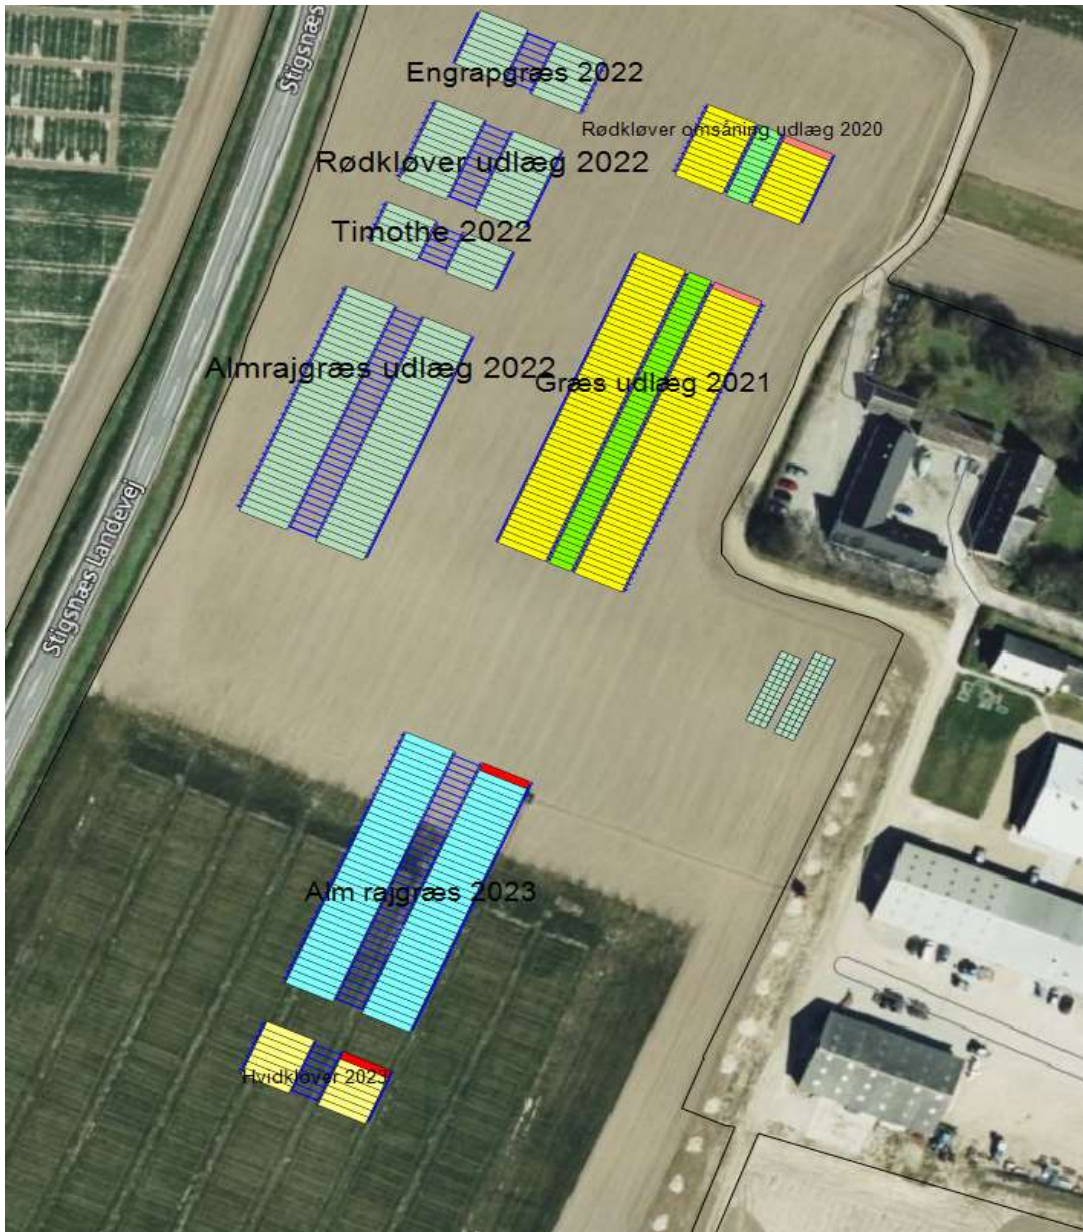 Stigsnæs
Engrapgræs 2022
Rødkløver omsåning udlæg 2020
Rødkløver udlæg 2022
Timothe 2022
Almrajgræs udlæg 2022
Græs udlæg 2021
Stigsnæs Landevej
Alm rajgræs 2023
Hvidkløver 2023